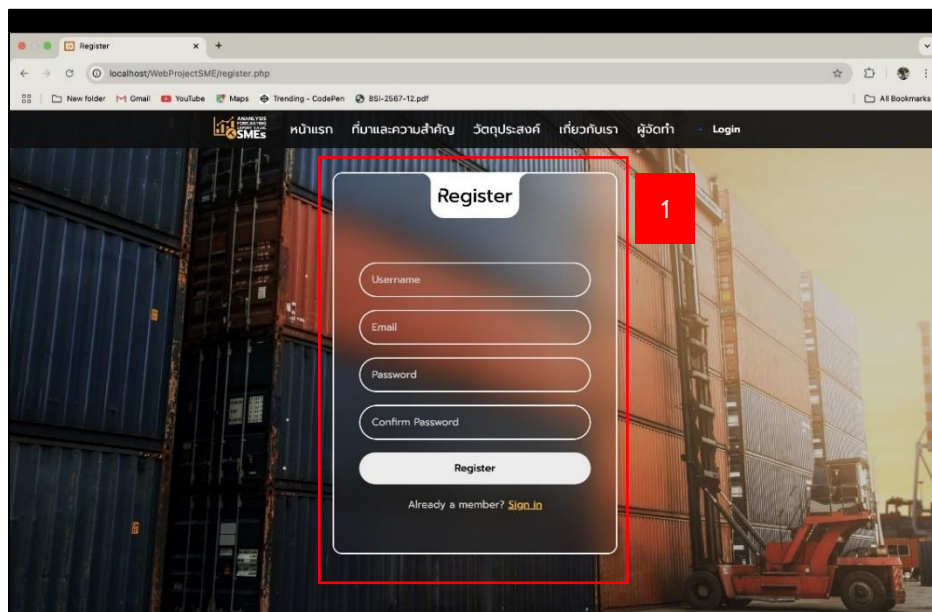 Register
localhost/WebProjectSME/register.php
New folder Gmail YouTube Maps Trending - CodePen BSI-2567-12.pdf All Bookmarks
SMEs หน้าแรก ที่มาและความสำคัญ วัตถุประสงค์ เกี่ยวกับเรา ผู้จัดทำ Login
Register
1
Username
Email
Password
Confirm Password
Register
Already a member? Sign in